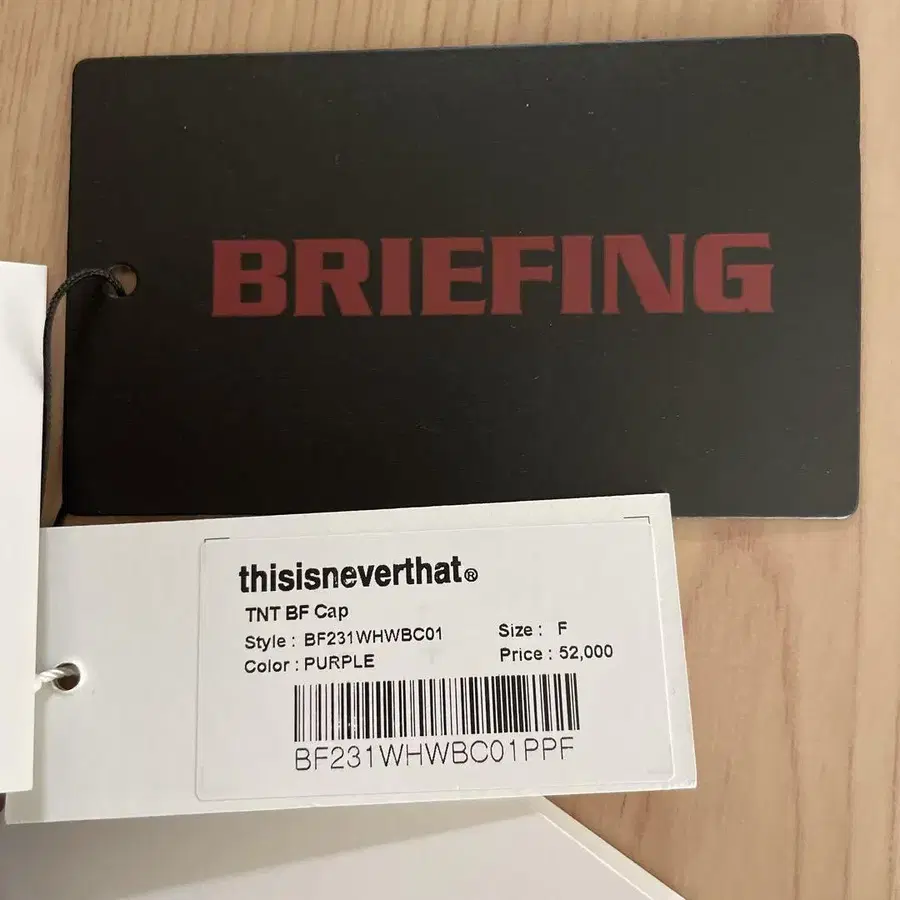 BRIEFING
thisisneverthat®
TNT BF Cap
Style : BF231WHWBC01 Size : F
Color : PURPLE Price : 52,000
BF231WHWBC01PPF